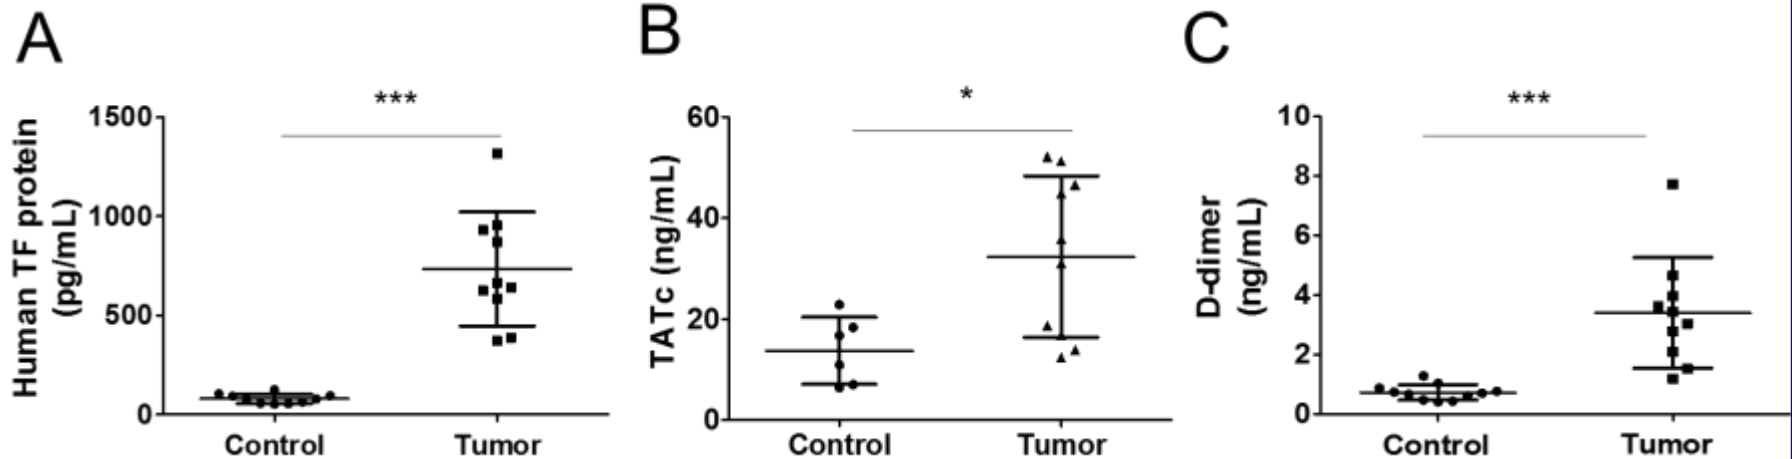 A
Human TF protein
(pg/mL)
1500
1000
500
0
***
Control
Tumor
B
TATc (ng/mL)
60
40
20
0
*
Control
Tumor
C
D-dimer
(ng/mL)
10
8
6
4
2
0
***
Control
Tumor